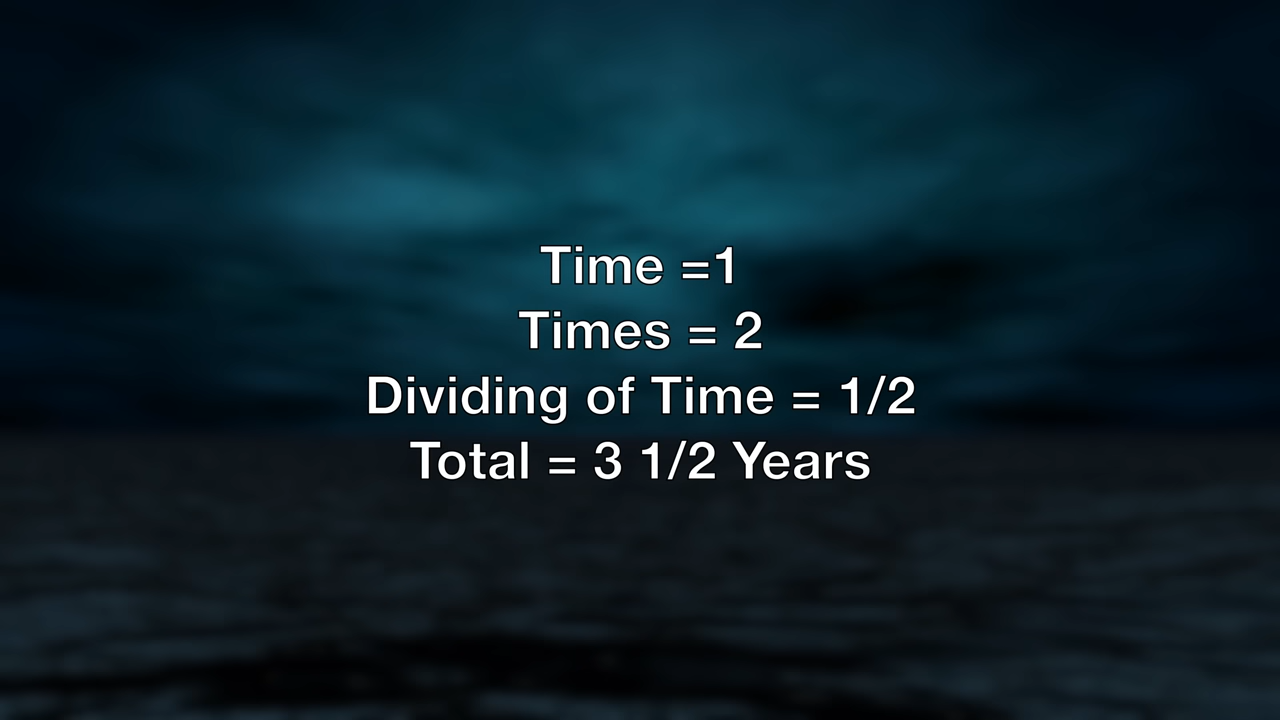 Time =1
Times = 2
Dividing of Time = 1/2
Total = 3 1/2 Years